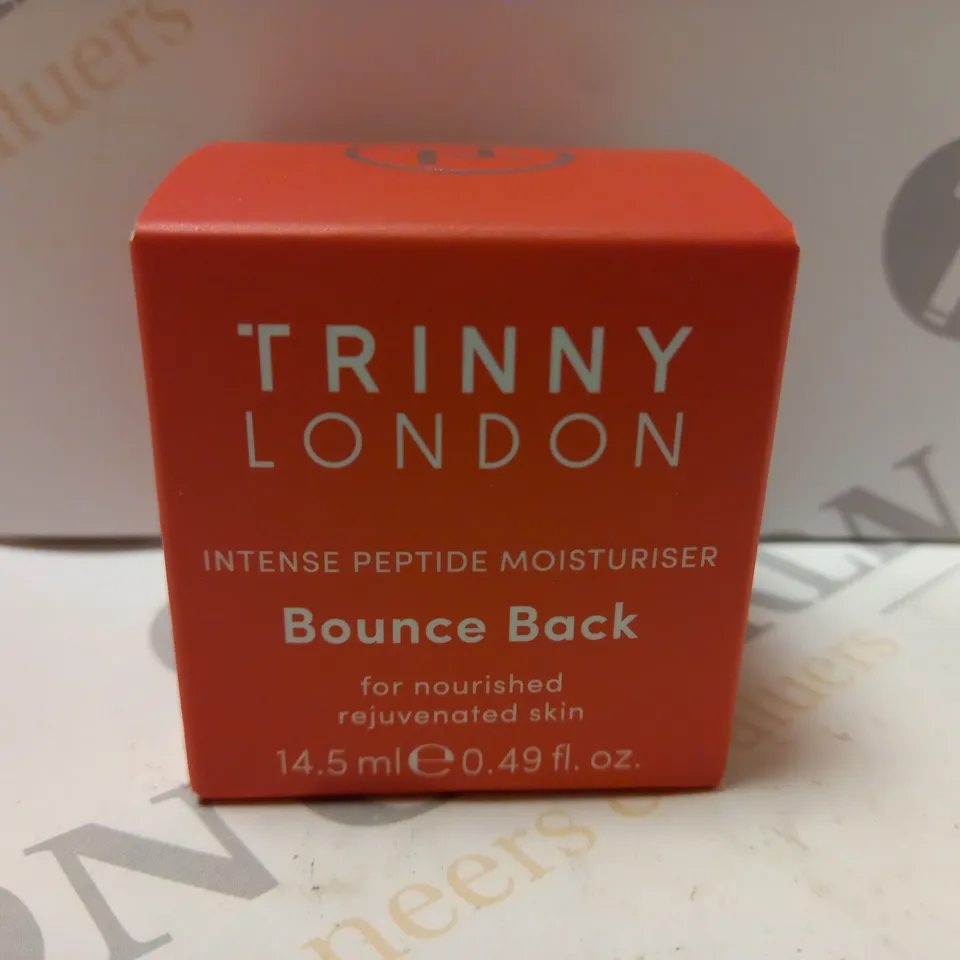 TRINNY
LONDON
INTENSE PEPTIDE MOISTURISER
Bounce Back
for nourished
rejuvenated skin
14.5 ml ℮ 0.49 fl. oz.